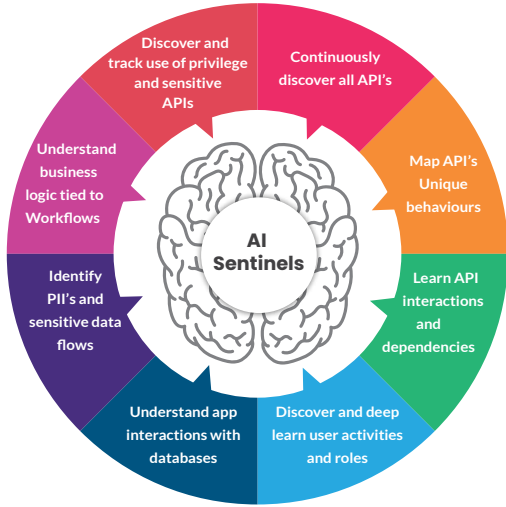 Discover and
track use of privilege
and sensitive
APIs
Continuously
discover all API's
Map API's
Unique
behaviours
Learn API
interactions
and
dependencies
Discover and deep
learn user activities
and roles
Understand app
interactions with
databases
Identify
PII's and
sensitive data
flows
Understand
business
logic tied to
Workflows
AI
Sentinels